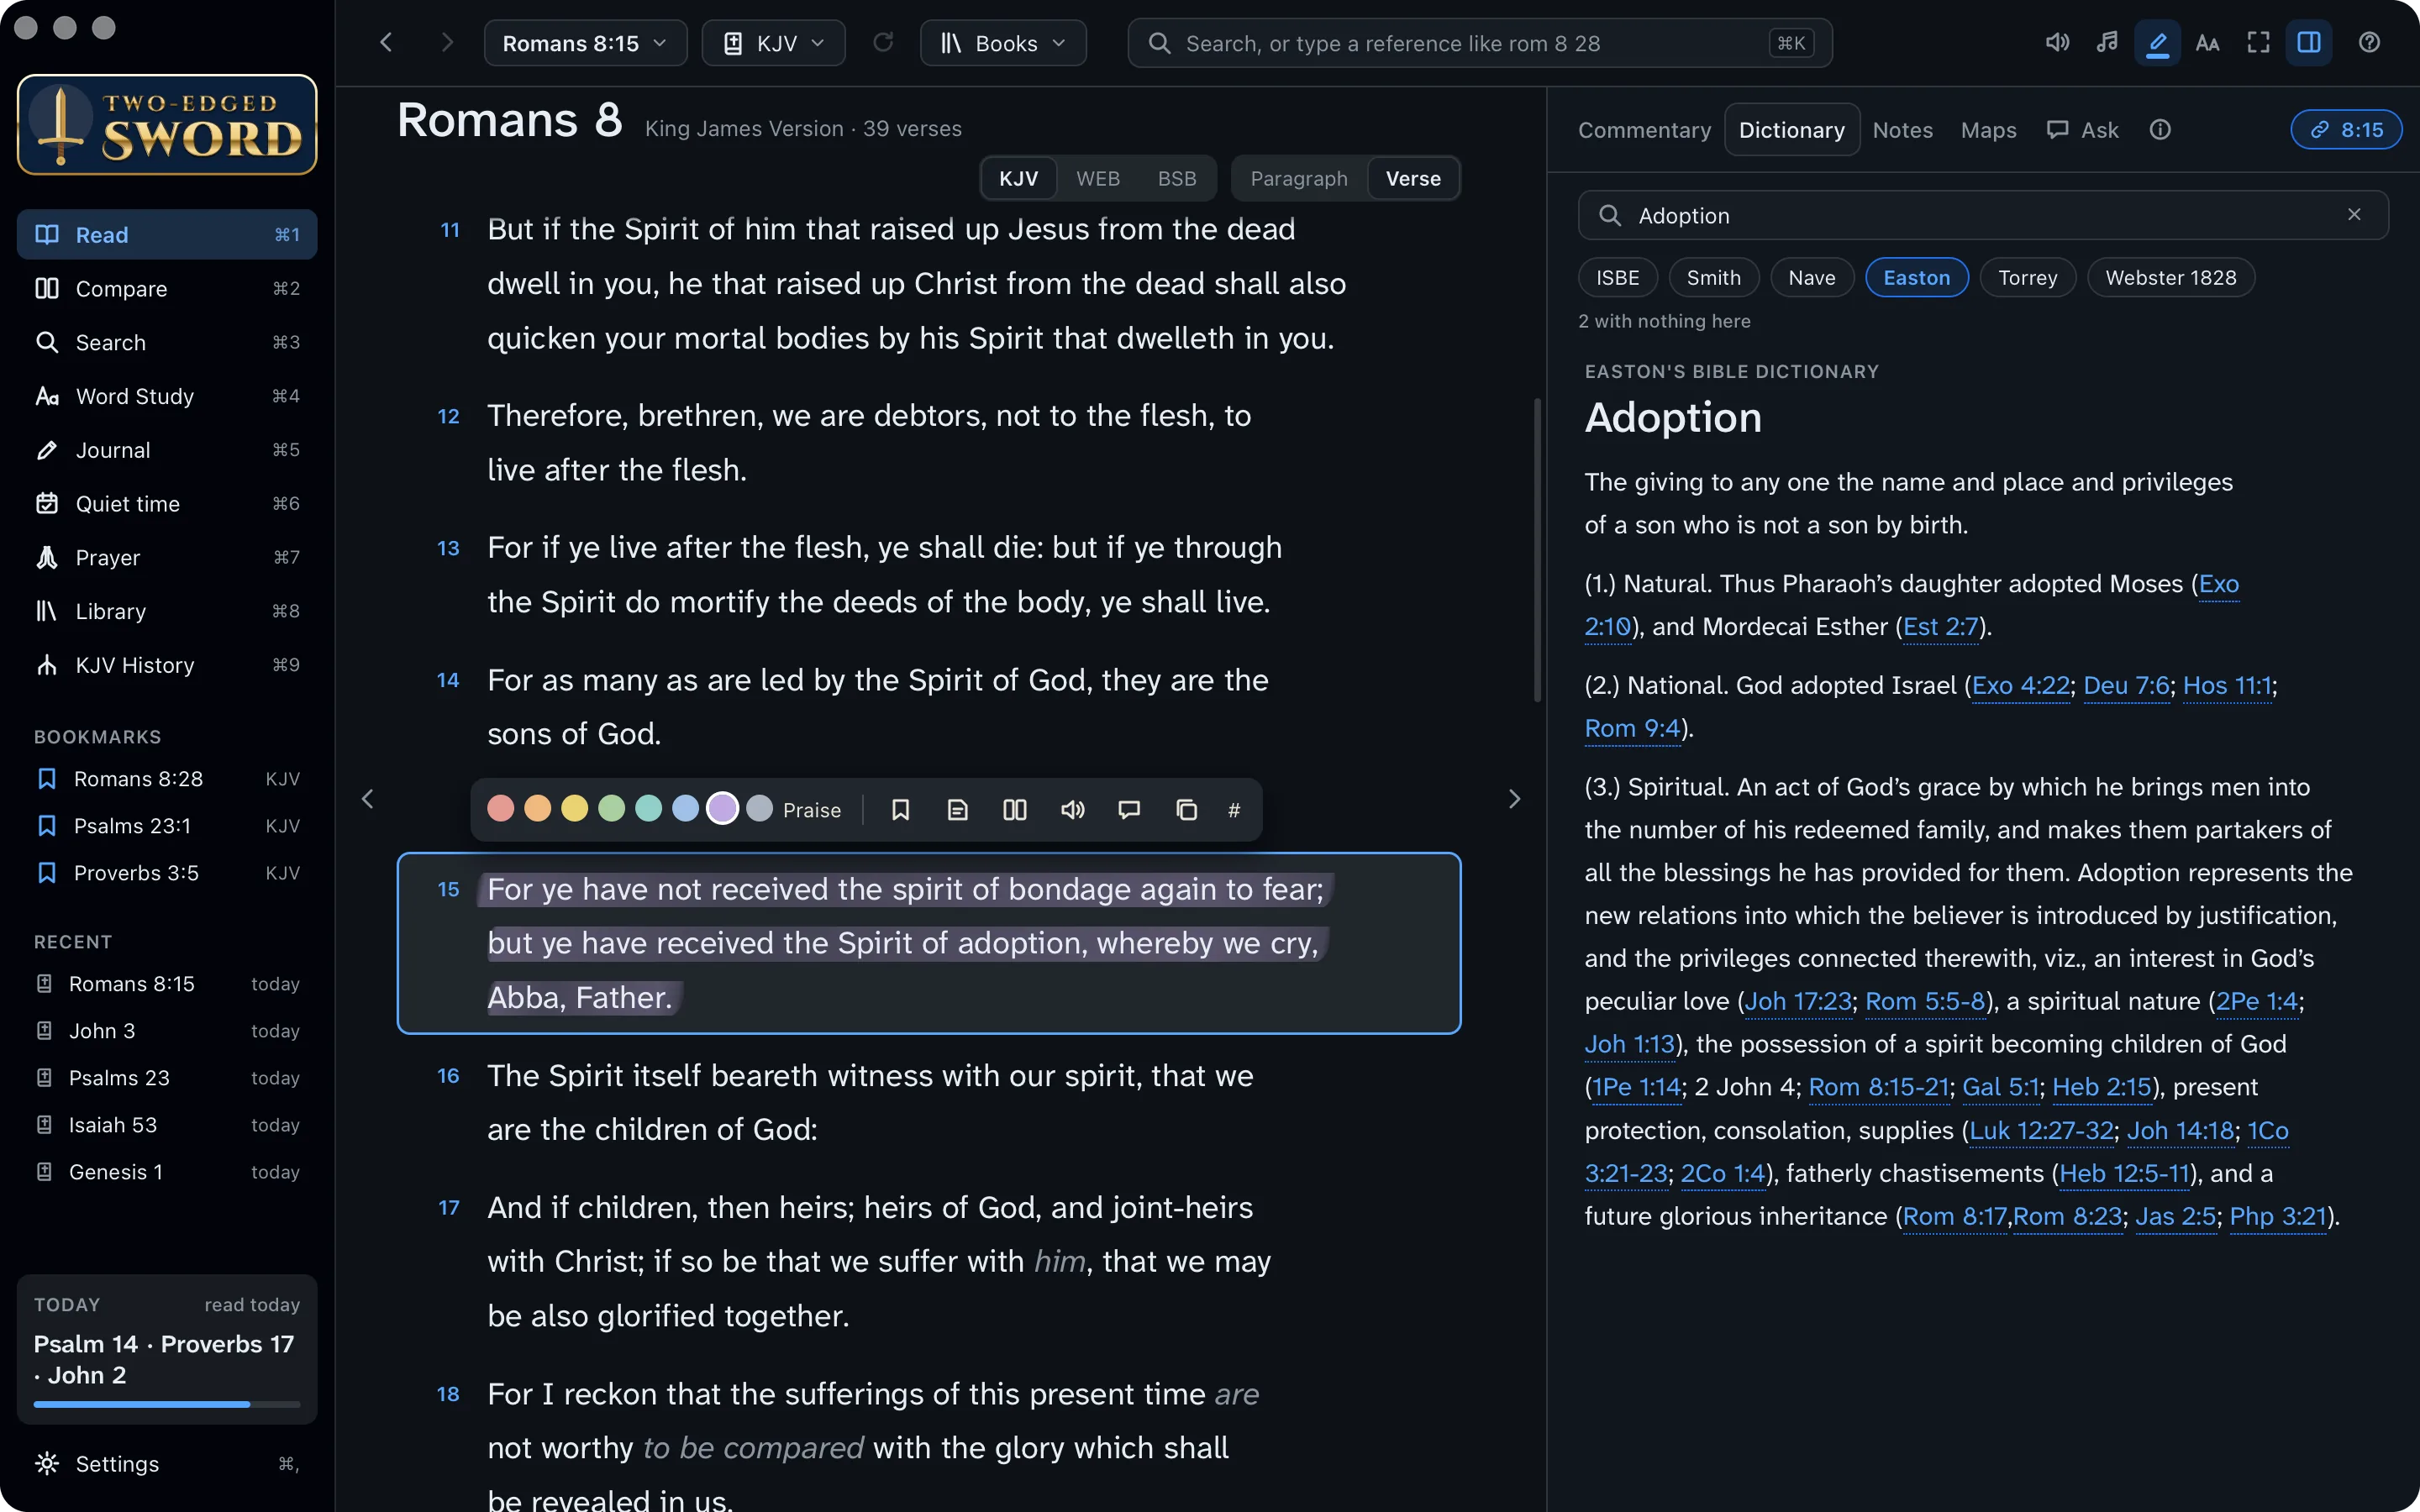 TWO-EDGED
SWORD
Read ⌘1
Compare ⌘2
Search ⌘3
Word Study ⌘4
Journal ⌘5
Quiet time ⌘6
Prayer ⌘7
Library ⌘8
KJV History ⌘9
BOOKMARKS
Romans 8:28 KJV
Psalms 23:1 KJV
Proverbs 3:5 KJV
RECENT
Romans 8:15 today
John 3 today
Psalms 23 today
Isaiah 53 today
Genesis 1 today
TODAY read today
Psalm 14 · Proverbs 17
· John 2
Settings ⌘,
Romans 8:15 KJV Books Search, or type a reference like rom 8 28 ⌘K
Romans 8 King James Version · 39 verses
KJV WEB BSB Paragraph Verse
11 But if the Spirit of him that raised up Jesus from the dead
dwell in you, he that raised up Christ from the dead shall also
quicken your mortal bodies by his Spirit that dwelleth in you.
12 Therefore, brethren, we are debtors, not to the flesh, to
live after the flesh.
13 For if ye live after the flesh, ye shall die: but if ye through
the Spirit do mortify the deeds of the body, ye shall live.
14 For as many as are led by the Spirit of God, they are the
sons of God.
Praise #
15 For ye have not received the spirit of bondage again to fear;
but ye have received the Spirit of adoption, whereby we cry,
Abba, Father.
16 The Spirit itself beareth witness with our spirit, that we
are the children of God:
17 And if children, then heirs; heirs of God, and joint-heirs
with Christ; if so be that we suffer with him, that we may
be also glorified together.
18 For I reckon that the sufferings of this present time are
not worthy to be compared with the glory which shall
be revealed in us.
Commentary Dictionary Notes Maps Ask 8:15
Adoption
ISBE Smith Nave Easton Torrey Webster 1828
2 with nothing here
EASTON'S BIBLE DICTIONARY
Adoption
The giving to any one the name and place and privileges
of a son who is not a son by birth.
(1.) Natural. Thus Pharaoh’s daughter adopted Moses (Exo
2:10), and Mordecai Esther (Est 2:7).
(2.) National. God adopted Israel (Exo 4:22; Deu 7:6; Hos 11:1;
Rom 9:4).
(3.) Spiritual. An act of God’s grace by which he brings men into
the number of his redeemed family, and makes them partakers of
all the blessings he has provided for them. Adoption represents the
new relations into which the believer is introduced by justification,
and the privileges connected therewith, viz., an interest in God’s
peculiar love (Joh 17:23; Rom 5:5-8), a spiritual nature (2Pe 1:4;
Joh 1:13), the possession of a spirit becoming children of God
(1Pe 1:14; 2 John 4; Rom 8:15-21; Gal 5:1; Heb 2:15), present
protection, consolation, supplies (Luk 12:27-32; Joh 14:18; 1Co
3:21-23; 2Co 1:4), fatherly chastisements (Heb 12:5-11), and a
future glorious inheritance (Rom 8:17,Rom 8:23; Jas 2:5; Php 3:21).